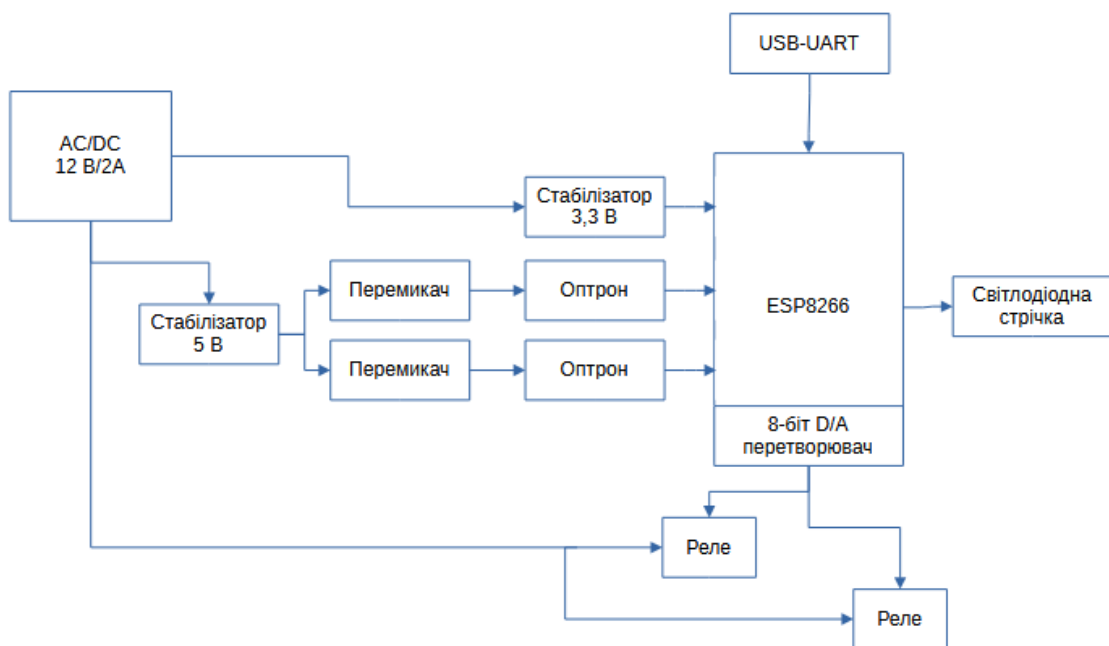 USB-UART
AC/DC
12 В/2А
Стабілізатор
3,3 В
Перемикач
Оптрон
ESP8266
Світлодіодна
стрічка
Стабілізатор
5 В
Перемикач
Оптрон
8-біт D/A
перетворювач
Реле
Реле